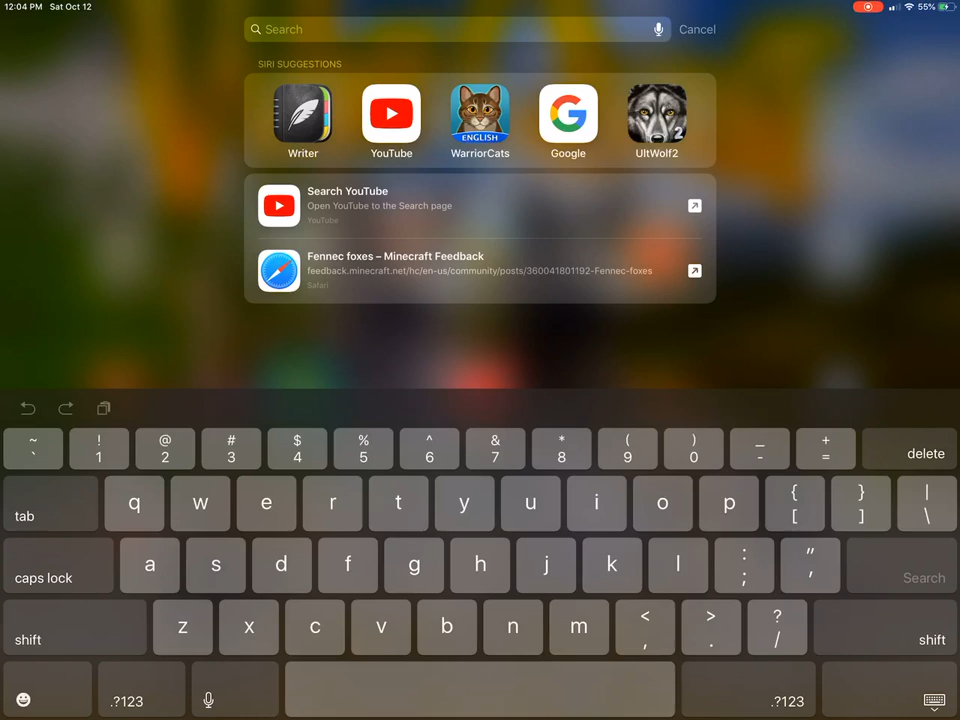 12:04 PM Sat Oct 12 55%
Search Cancel
SIRI SUGGESTIONS
ENGLISH 2
Writer YouTube WarriorCats Google UltWolf2
Search YouTube
Open YouTube to the Search page
YouTube
Fennec foxes – Minecraft Feedback
feedback.minecraft.net/hc/en-us/community/posts/360041801192-Fennec-foxes
Safari
~ ! @ # $ % ^ & * ( ) _ +
` 1 2 3 4 5 6 7 8 9 0 - = delete
tab q w e r t y u i o p { [ } ] | \
caps lock a s d f g h j k l : ; " ' Search
shift z x c v b n m < , > . ? / shift
.?123 .?123